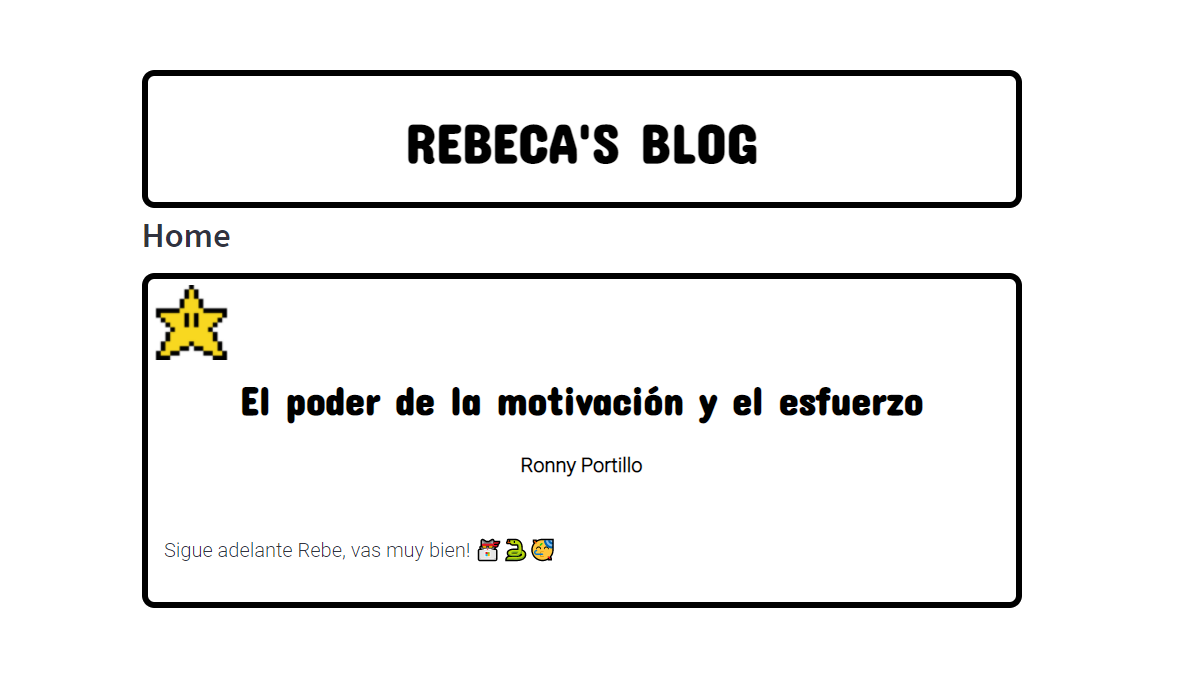 REBECA'S BLOG
Home
El poder de la motivación y el esfuerzo
Ronny Portillo
Sigue adelante Rebe, vas muy bien! 🐱‍👤🐍🥳